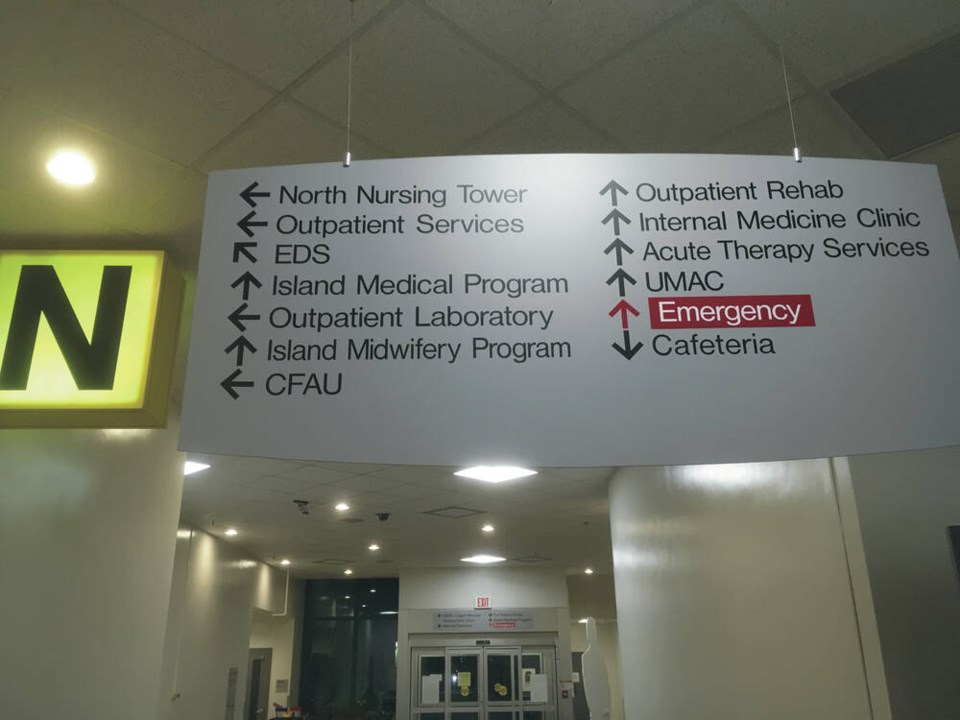 N
← North Nursing Tower
← Outpatient Services
↖ EDS
↑ Island Medical Program
← Outpatient Laboratory
↑ Island Midwifery Program
← CFAU
↑ Outpatient Rehab
↑ Internal Medicine Clinic
↑ Acute Therapy Services
↑ UMAC
↑ Emergency
↓ Cafeteria
EXIT